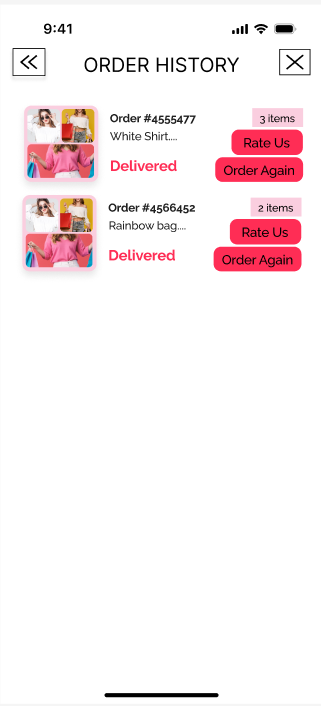 9:41
ORDER HISTORY
Order #4555477
3 items
White Shirt....
Rate Us
Delivered
Order Again
Order #4566452
2 items
Rainbow bag....
Rate Us
Delivered
Order Again